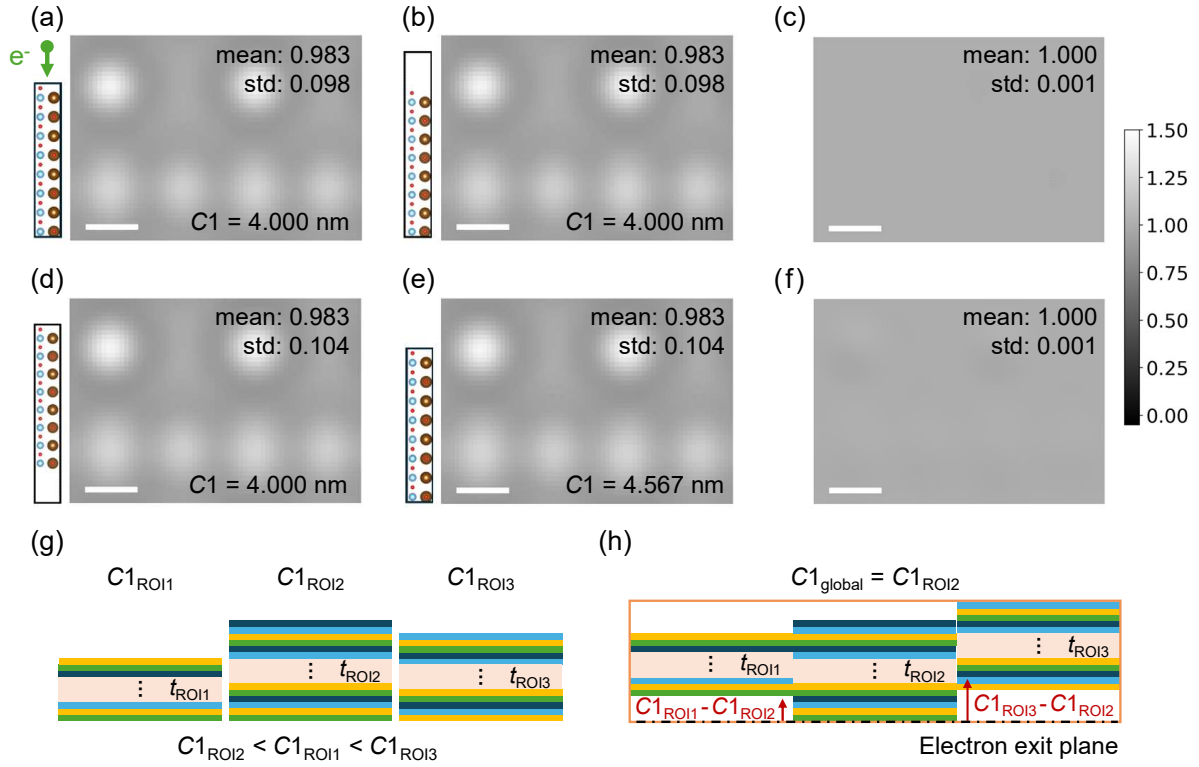 (a)
e-
mean: 0.983
std: 0.098
C1 = 4.000 nm
(b)
mean: 0.983
std: 0.098
C1 = 4.000 nm
(c)
mean: 1.000
std: 0.001
1.50
1.25
1.00
0.75
0.50
0.25
0.00
(d)
mean: 0.983
std: 0.104
C1 = 4.000 nm
(e)
mean: 0.983
std: 0.104
C1 = 4.567 nm
(f)
mean: 1.000
std: 0.001
(g)
C1ROI1
C1ROI2
C1ROI3
⋮ tROI1
⋮ tROI2
⋮ tROI3
C1ROI2 < C1ROI1 < C1ROI3
(h)
C1global = C1ROI2
⋮ tROI1
⋮ tROI2
⋮ tROI3
C1ROI1 - C1ROI2
C1ROI3 - C1ROI2
Electron exit plane